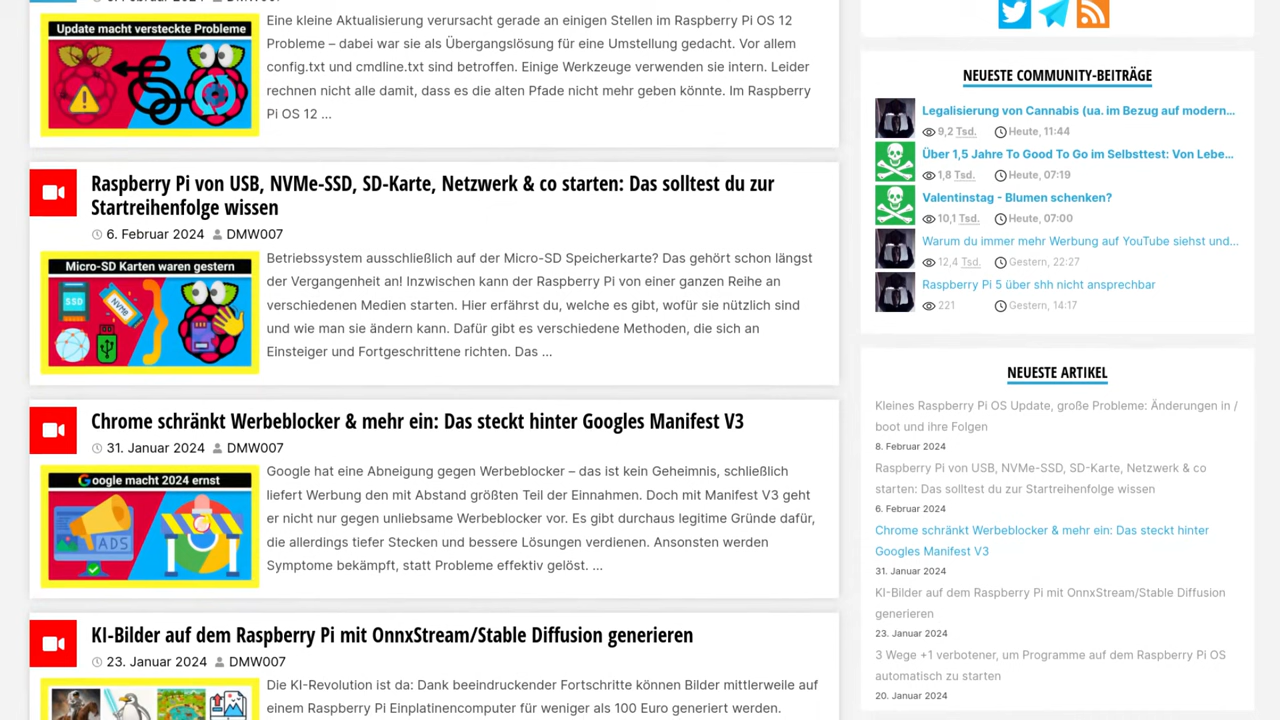 Update macht versteckte Probleme
Eine kleine Aktualisierung verursacht gerade an einigen Stellen im Raspberry Pi OS 12
Probleme – dabei war sie als Übergangslösung für eine Umstellung gedacht. Vor allem
config.txt und cmdline.txt sind betroffen. Einige Werkzeuge verwenden sie intern. Leider
rechnen nicht alle damit, dass es die alten Pfade nicht mehr geben könnte. Im Raspberry
Pi OS 12 ...
Raspberry Pi von USB, NVMe-SSD, SD-Karte, Netzwerk & co starten: Das solltest du zur
Startreihenfolge wissen
6. Februar 2024 DMW007
Micro-SD Karten waren gestern
SSD
NVMe
Betriebssystem ausschließlich auf der Micro-SD Speicherkarte? Das gehört schon längst
der Vergangenheit an! Inzwischen kann der Raspberry Pi von einer ganzen Reihe an
verschiedenen Medien starten. Hier erfährst du, welche es gibt, wofür sie nützlich sind
und wie man sie ändern kann. Dafür gibt es verschiedene Methoden, die sich an
Einsteiger und Fortgeschrittene richten. Das ...
Chrome schränkt Werbeblocker & mehr ein: Das steckt hinter Googles Manifest V3
31. Januar 2024 DMW007
Google macht 2024 ernst
ADS
Google hat eine Abneigung gegen Werbeblocker – das ist kein Geheimnis, schließlich
liefert Werbung den mit Abstand größten Teil der Einnahmen. Doch mit Manifest V3 geht
er nicht nur gegen unliebsame Werbeblocker vor. Es gibt durchaus legitime Gründe dafür,
die allerdings tiefer Stecken und bessere Lösungen verdienen. Ansonsten werden
Symptome bekämpft, statt Probleme effektiv gelöst. ...
KI-Bilder auf dem Raspberry Pi mit OnnxStream/Stable Diffusion generieren
23. Januar 2024 DMW007
Die KI-Revolution ist da: Dank beeindruckender Fortschritte können Bilder mittlerweile auf
einem Raspberry Pi Einplatinencomputer für weniger als 100 Euro generiert werden.
NEUESTE COMMUNITY-BEITRÄGE
Legalisierung von Cannabis (ua. im Bezug auf modern...
9,2 Tsd. Heute, 11:44
Über 1,5 Jahre To Good To Go im Selbsttest: Von Lebe...
1,8 Tsd. Heute, 07:19
Valentinstag - Blumen schenken?
10,1 Tsd. Heute, 07:00
Warum du immer mehr Werbung auf YouTube siehst und...
12,4 Tsd. Gestern, 22:27
Raspberry Pi 5 über shh nicht ansprechbar
221 Gestern, 14:17
NEUESTE ARTIKEL
Kleines Raspberry Pi OS Update, große Probleme: Änderungen in /
boot und ihre Folgen
8. Februar 2024
Raspberry Pi von USB, NVMe-SSD, SD-Karte, Netzwerk & co
starten: Das solltest du zur Startreihenfolge wissen
6. Februar 2024
Chrome schränkt Werbeblocker & mehr ein: Das steckt hinter
Googles Manifest V3
31. Januar 2024
KI-Bilder auf dem Raspberry Pi mit OnnxStream/Stable Diffusion
generieren
23. Januar 2024
3 Wege +1 verbotener, um Programme auf dem Raspberry Pi OS
automatisch zu starten
20. Januar 2024